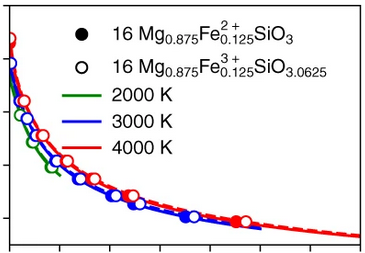 16 Mg₀.₈₇₅Fe²⁺₀.₁₂₅SiO₃
16 Mg₀.₈₇₅Fe³⁺₀.₁₂₅SiO₃.₀₆₂₅
2000 K
3000 K
4000 K